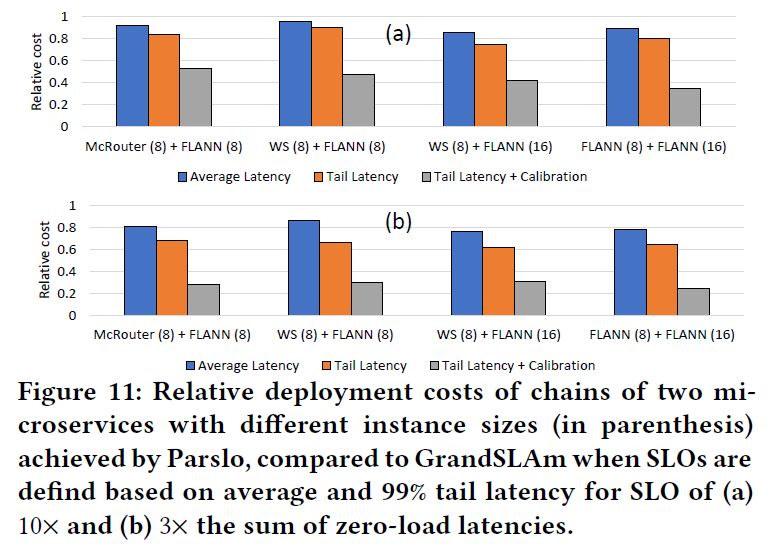 1
0.8
0.6
0.4
0.2
0
Relative cost
(a)
McRouter (8) + FLANN (8) WS (8) + FLANN (8) WS (8) + FLANN (16) FLANN (8) + FLANN (16)
Average Latency Tail Latency Tail Latency + Calibration
1
0.8
0.6
0.4
0.2
0
Relative cost
(b)
McRouter (8) + FLANN (8) WS (8) + FLANN (8) WS (8) + FLANN (16) FLANN (8) + FLANN (16)
Average Latency Tail Latency Tail Latency + Calibration
Figure 11: Relative deployment costs of chains of two mi-
croservices with different instance sizes (in parenthesis)
achieved by Parslo, compared to GrandSLAm when SLOs are
defind based on average and 99% tail latency for SLO of (a)
10× and (b) 3× the sum of zero-load latencies.